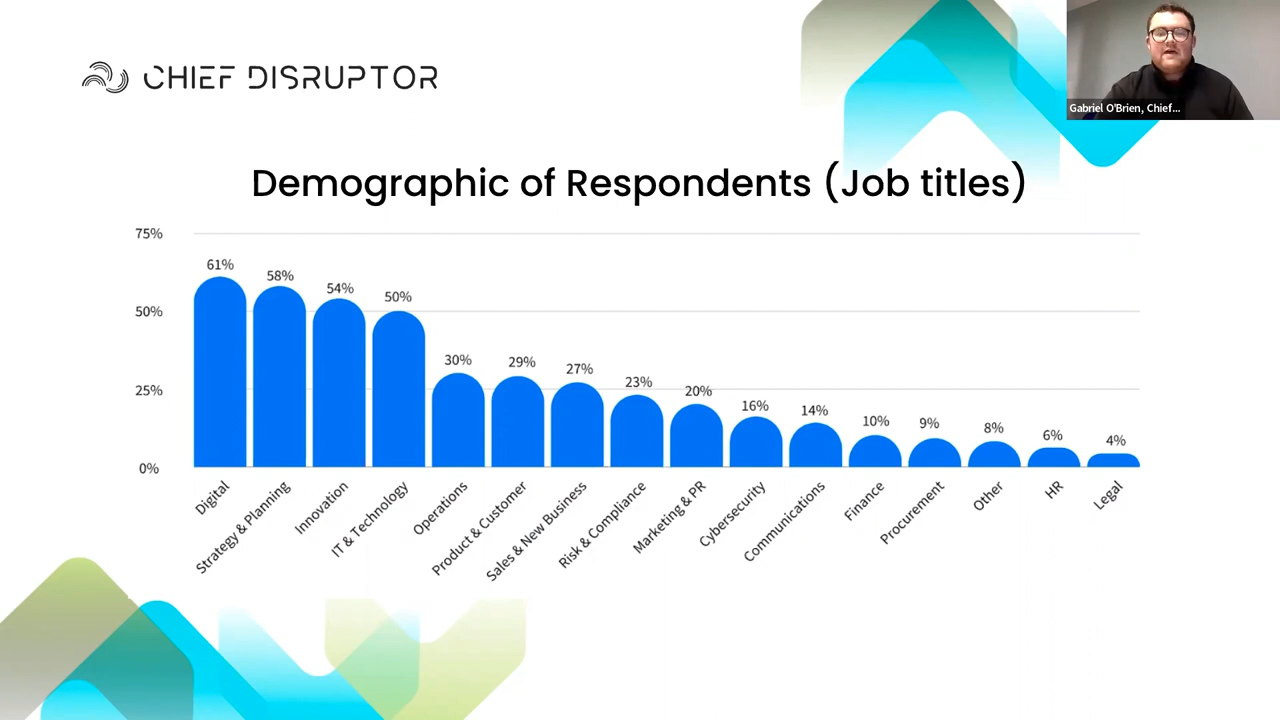 CHIEF DISRUPTOR
Gabriel O'Brien, Chief...
Demographic of Respondents (Job titles)
75%
50%
25%
0%
61%
58%
54%
50%
30%
29%
27%
23%
20%
16%
14%
10%
9%
8%
6%
4%
Digital
Strategy & Planning
Innovation
IT & Technology
Operations
Product & Customer
Sales & New Business
Risk & Compliance
Marketing & PR
Cybersecurity
Communications
Finance
Procurement
Other
HR
Legal